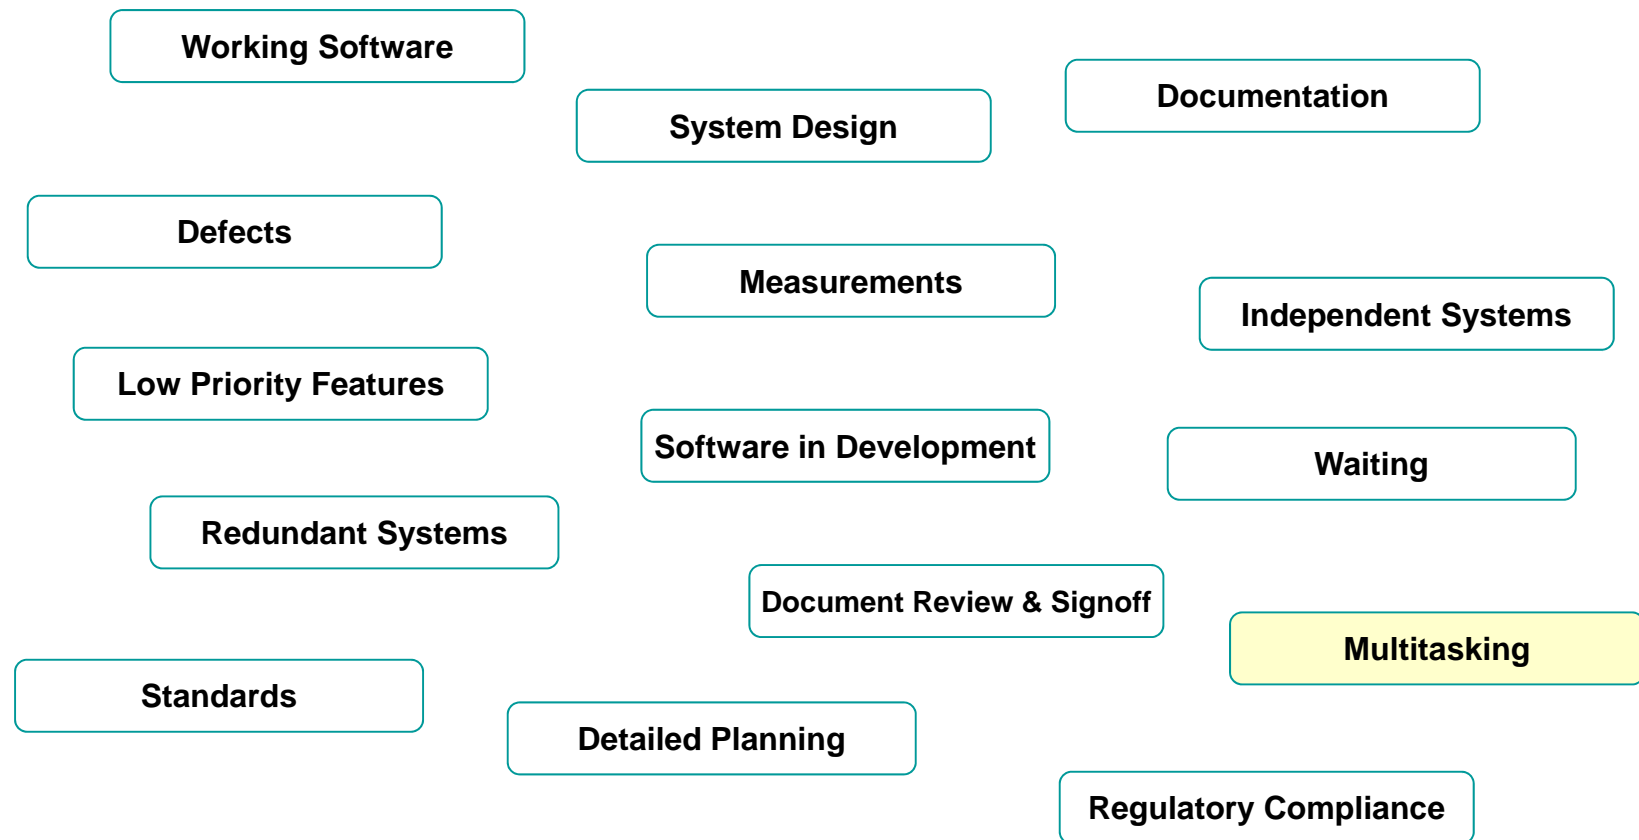 Working Software
System Design
Documentation
Defects
Measurements
Independent Systems
Low Priority Features
Software in Development
Waiting
Redundant Systems
Document Review & Signoff
Multitasking
Standards
Detailed Planning
Regulatory Compliance